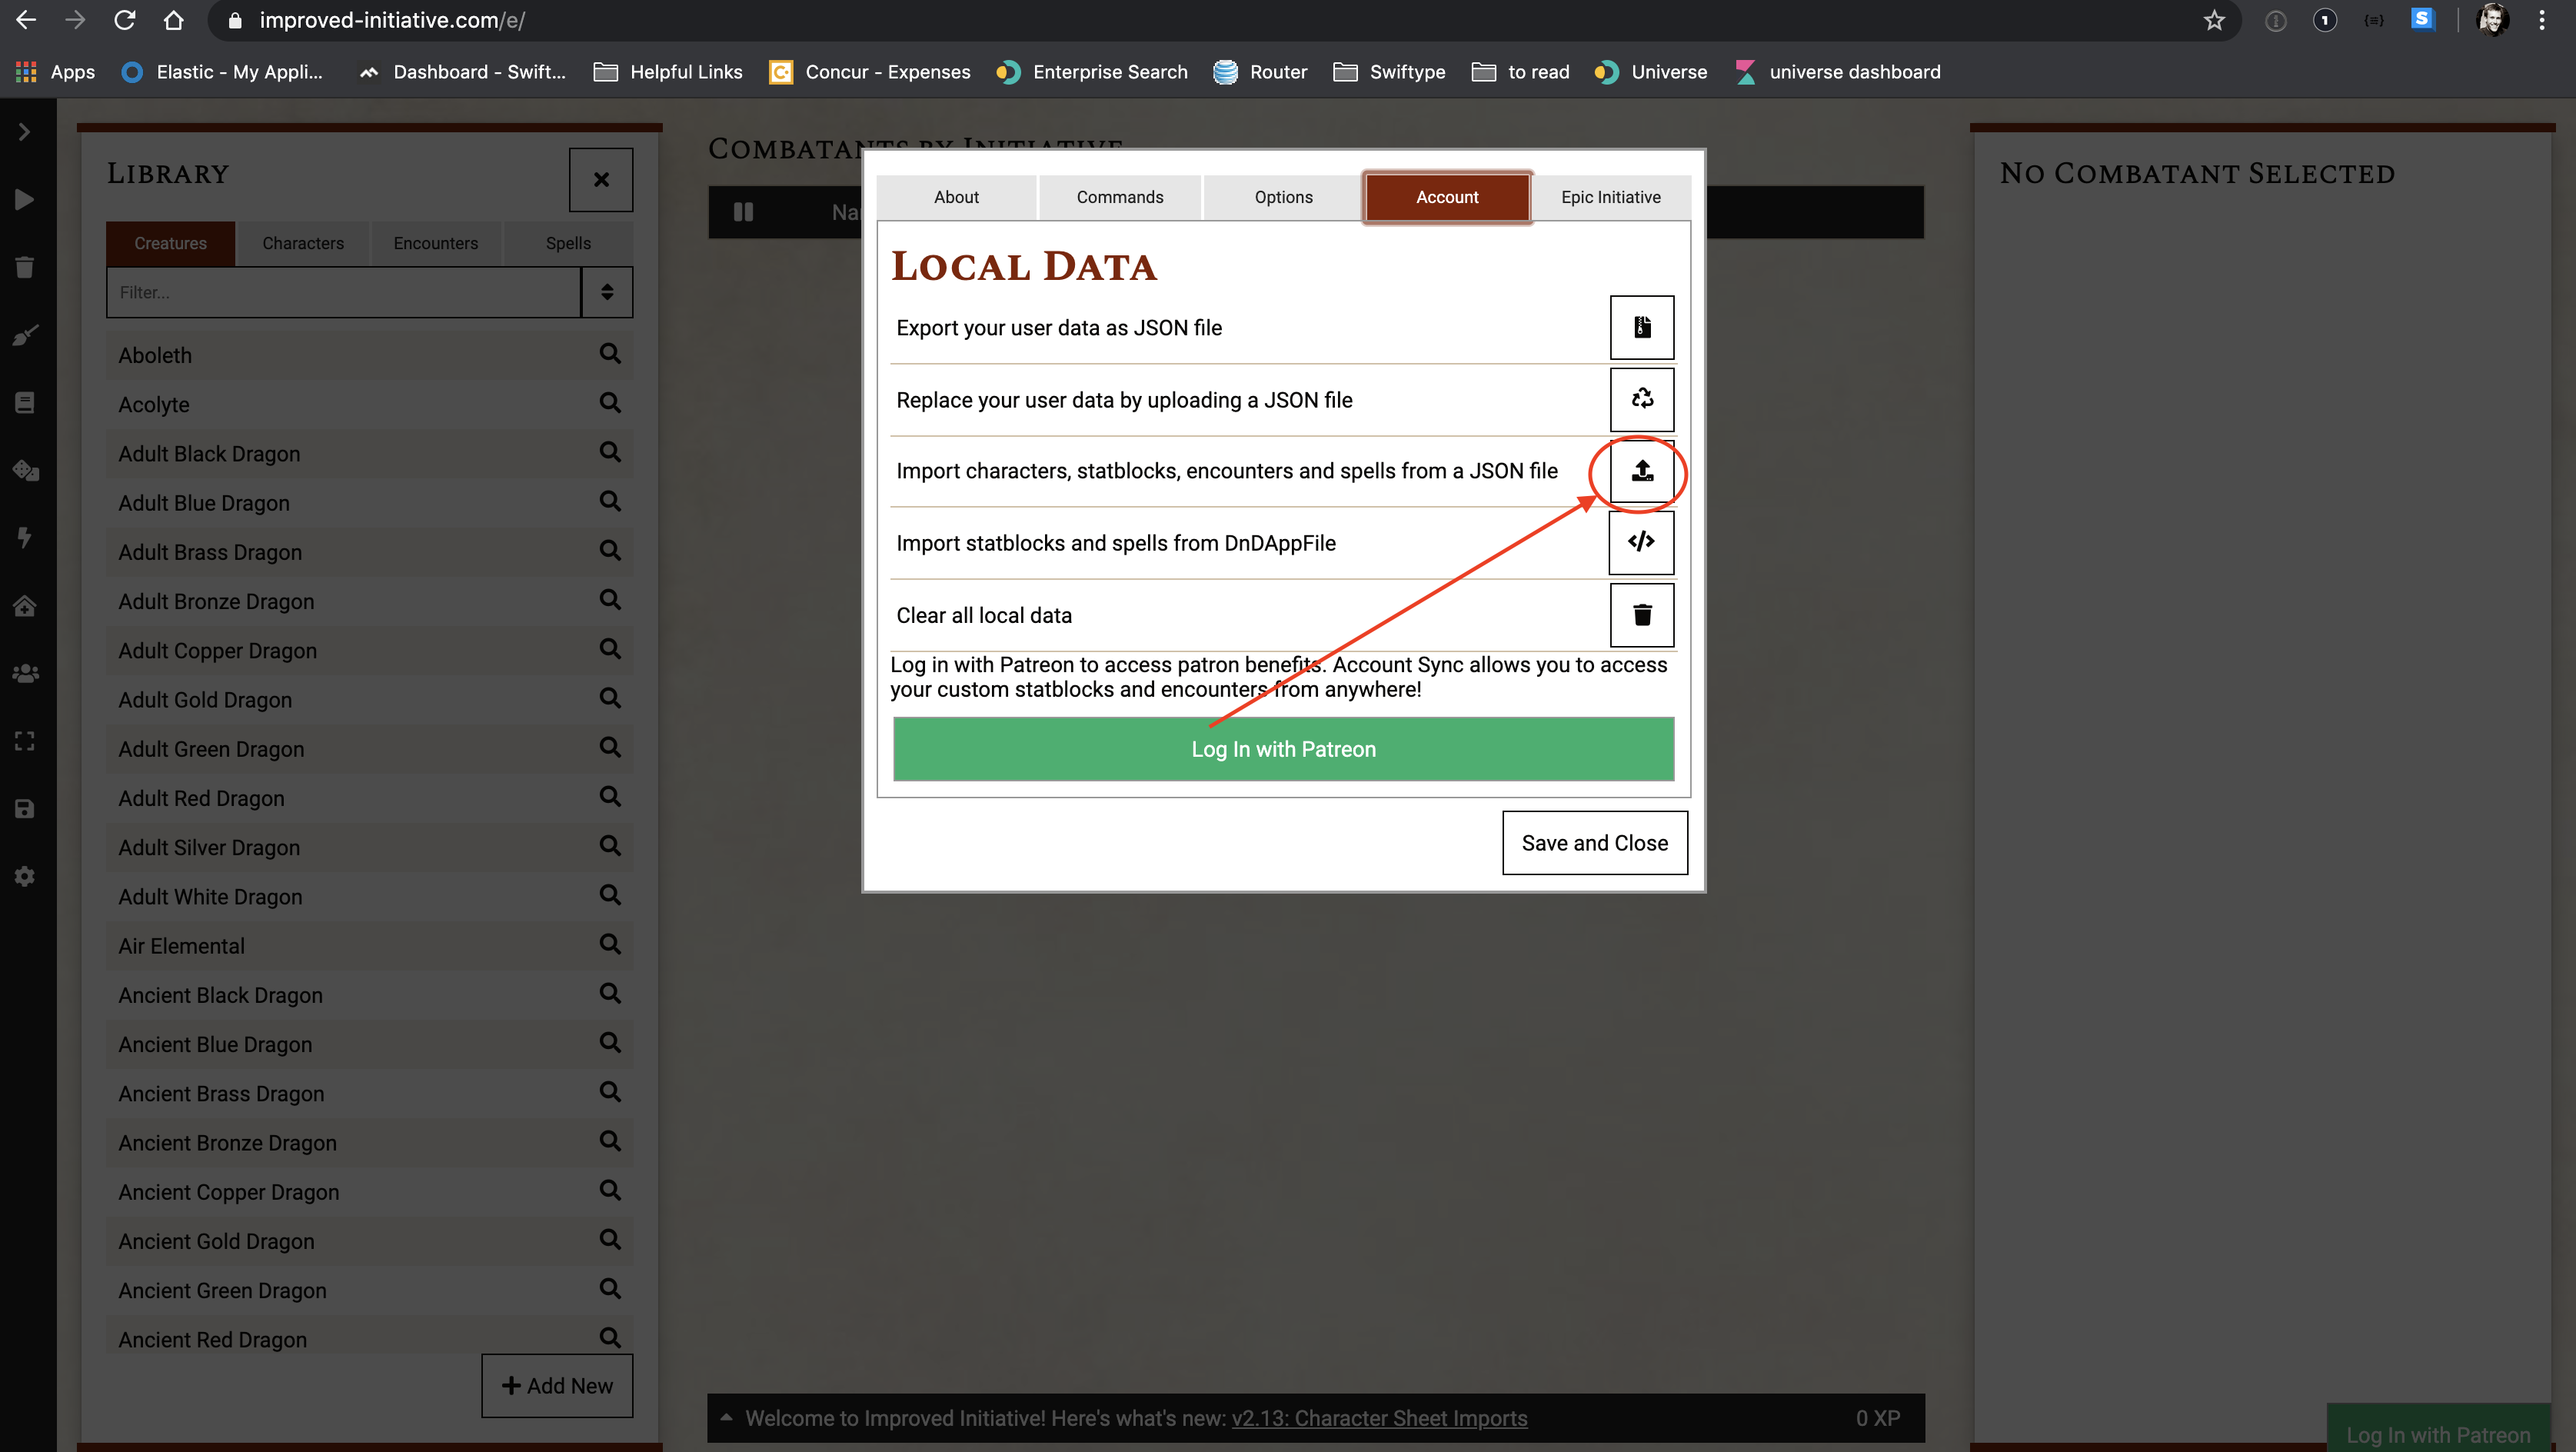 improved-initiative.com/e/
Apps
Elastic - My Appli...
Dashboard - Swift...
Helpful Links
Concur - Expenses
Enterprise Search
Router
Swiftype
to read
Universe
universe dashboard
Library
Creatures
Characters
Encounters
Spells
Filter...
Aboleth
Acolyte
Adult Black Dragon
Adult Blue Dragon
Adult Brass Dragon
Adult Bronze Dragon
Adult Copper Dragon
Adult Gold Dragon
Adult Green Dragon
Adult Red Dragon
Adult Silver Dragon
Adult White Dragon
Air Elemental
Ancient Black Dragon
Ancient Blue Dragon
Ancient Brass Dragon
Ancient Bronze Dragon
Ancient Copper Dragon
Ancient Gold Dragon
Ancient Green Dragon
Ancient Red Dragon
Add New
Combatants by Initiative
About
Commands
Options
Account
Epic Initiative
Local Data
Export your user data as JSON file
Replace your user data by uploading a JSON file
Import characters, statblocks, encounters and spells from a JSON file
Import statblocks and spells from DnDAppFile
Clear all local data
Log in with Patreon to access patron benefits. Account Sync allows you to access
your custom statblocks and encounters from anywhere!
Log In with Patreon
Save and Close
Welcome to Improved Initiative! Here's what's new: v2.13: Character Sheet Imports
0 XP
No Combatant Selected
Log In with Patreon